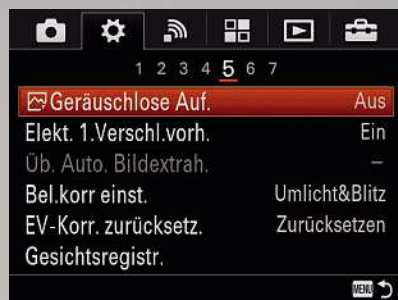 1 2 3 4 5 6 7
Geräuschlose Auf. Aus
Elekt. 1.Verschl.vorh. Ein
Üb. Auto. Bildextrah. –
Bel.korr einst. Umlicht&Blitz
EV-Korr. zurücksetz. Zurücksetzen
Gesichtsregistr.
MENU